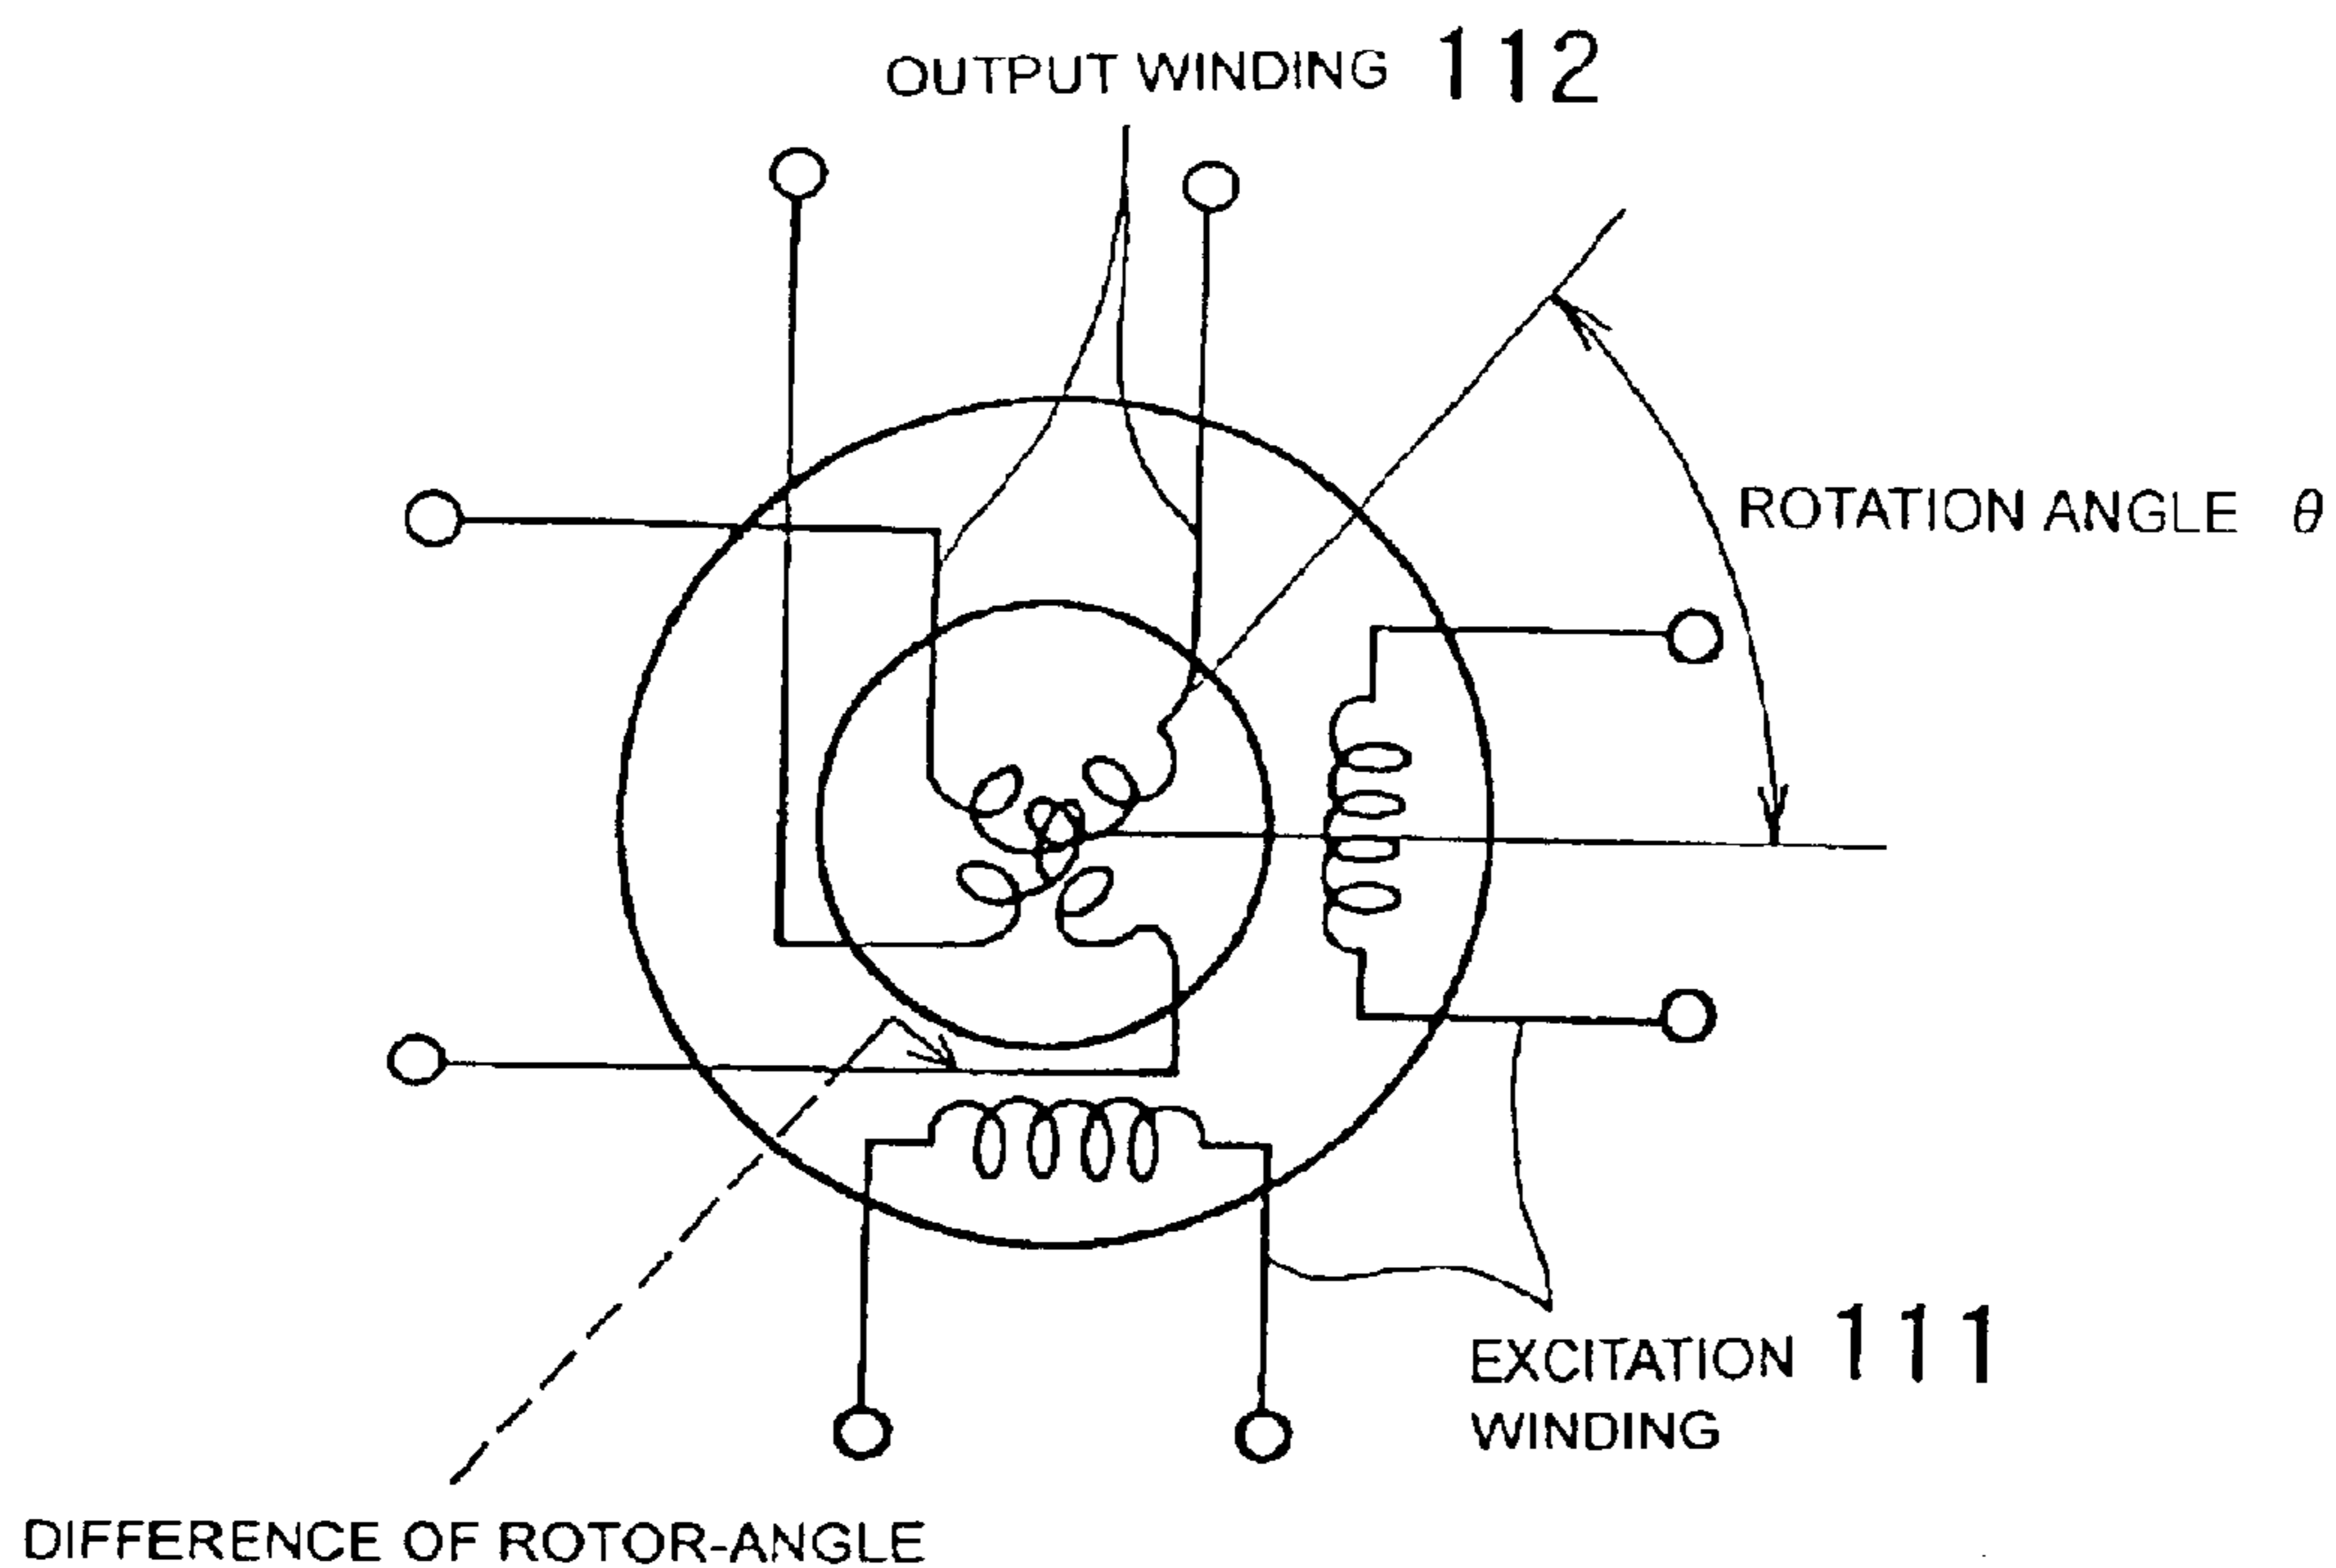 OUTPUT WINDING 112
ROTATION ANGLE θ
EXCITATION 111
WINDING
DIFFERENCE OF ROTOR-ANGLE